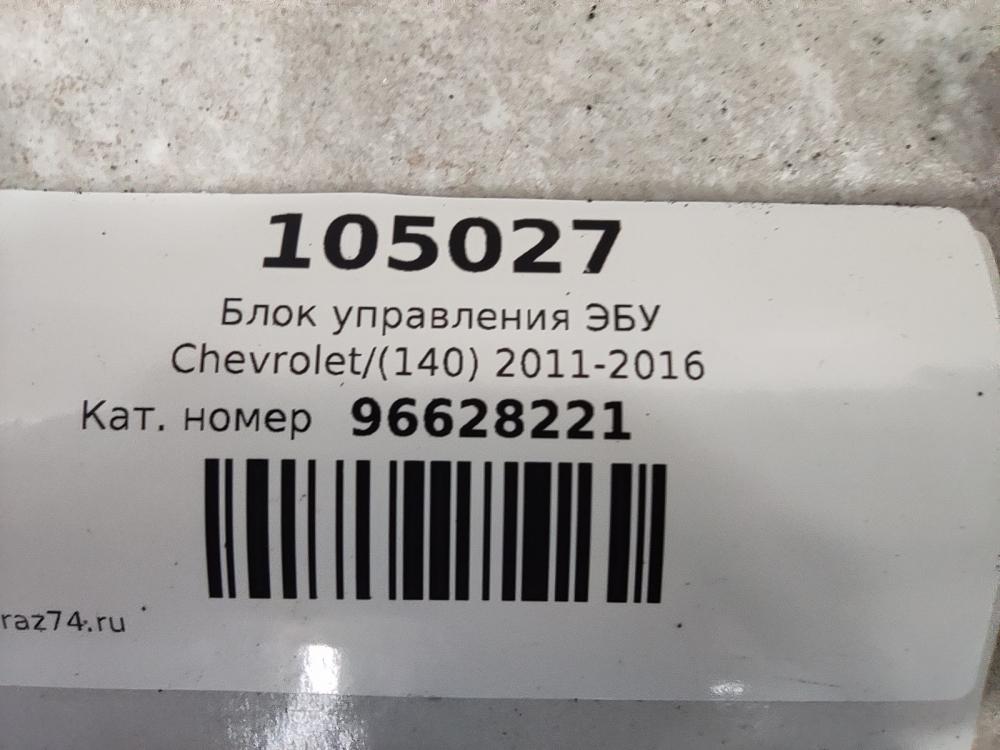 105027
Блок управления ЭБУ
Chevrolet/(140) 2011-2016
Кат. номер 96628221
raz74.ru